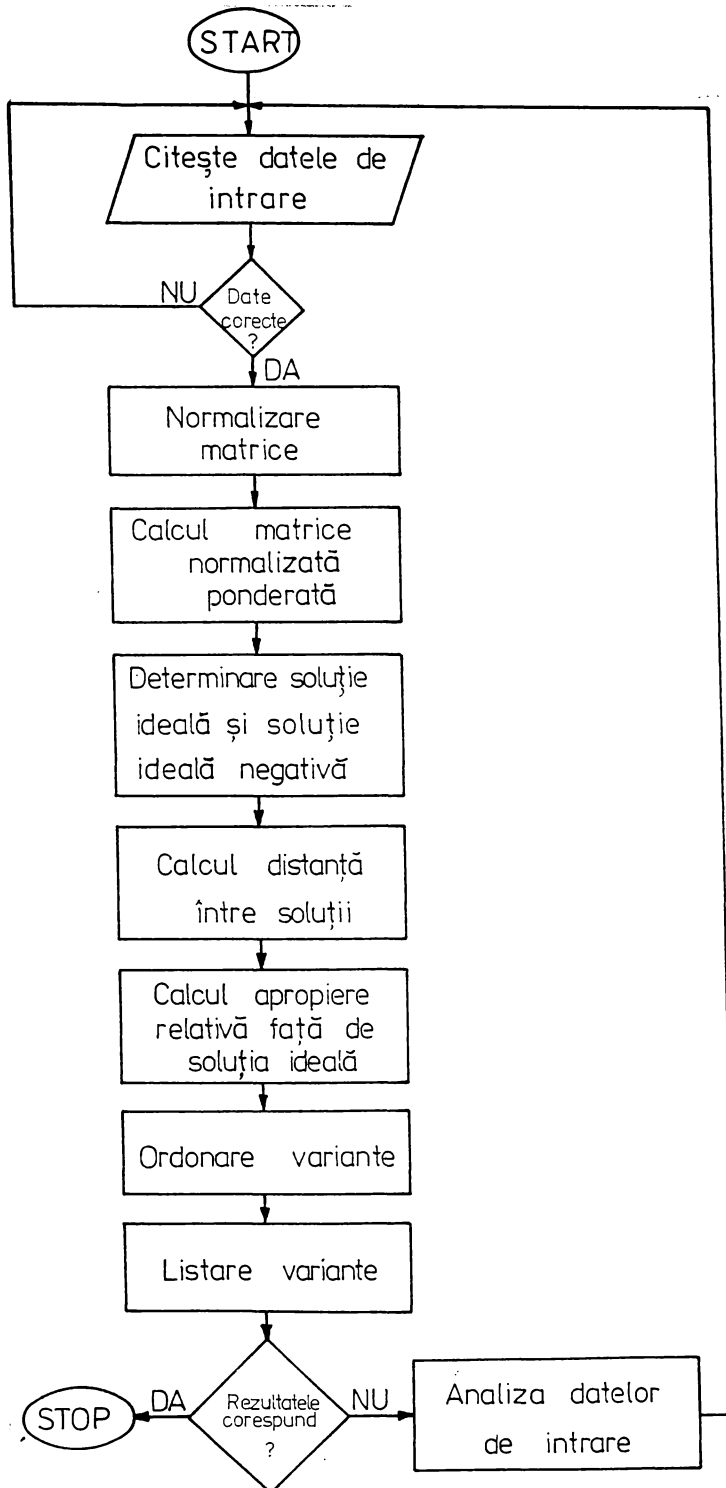 START
Citește datele de
intrare
NU
Date
corecte
?
DA
Normalizare
matrice
Calcul matrice
normalizată
ponderată
Determinare soluție
ideală și soluție
ideală negativă
Calcul distanță
între soluții
Calcul apropiere
relativă față de
soluția ideală
Ordonare variante
Listare variante
STOP
DA
Rezultatele
corespund
?
NU
Analiza datelor
de intrare